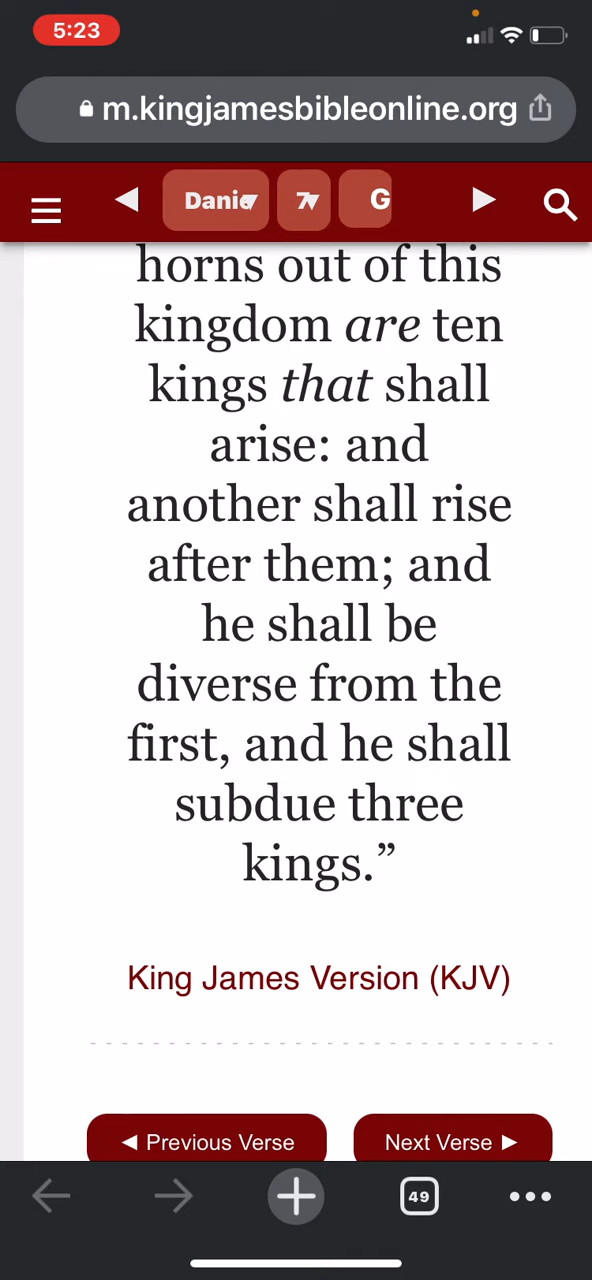 5:23
m.kingjamesbibleonline.org
Danie
7
G
horns out of this
kingdom are ten
kings that shall
arise: and
another shall rise
after them; and
he shall be
diverse from the
first, and he shall
subdue three
kings.”
King James Version (KJV)
Previous Verse
Next Verse
49